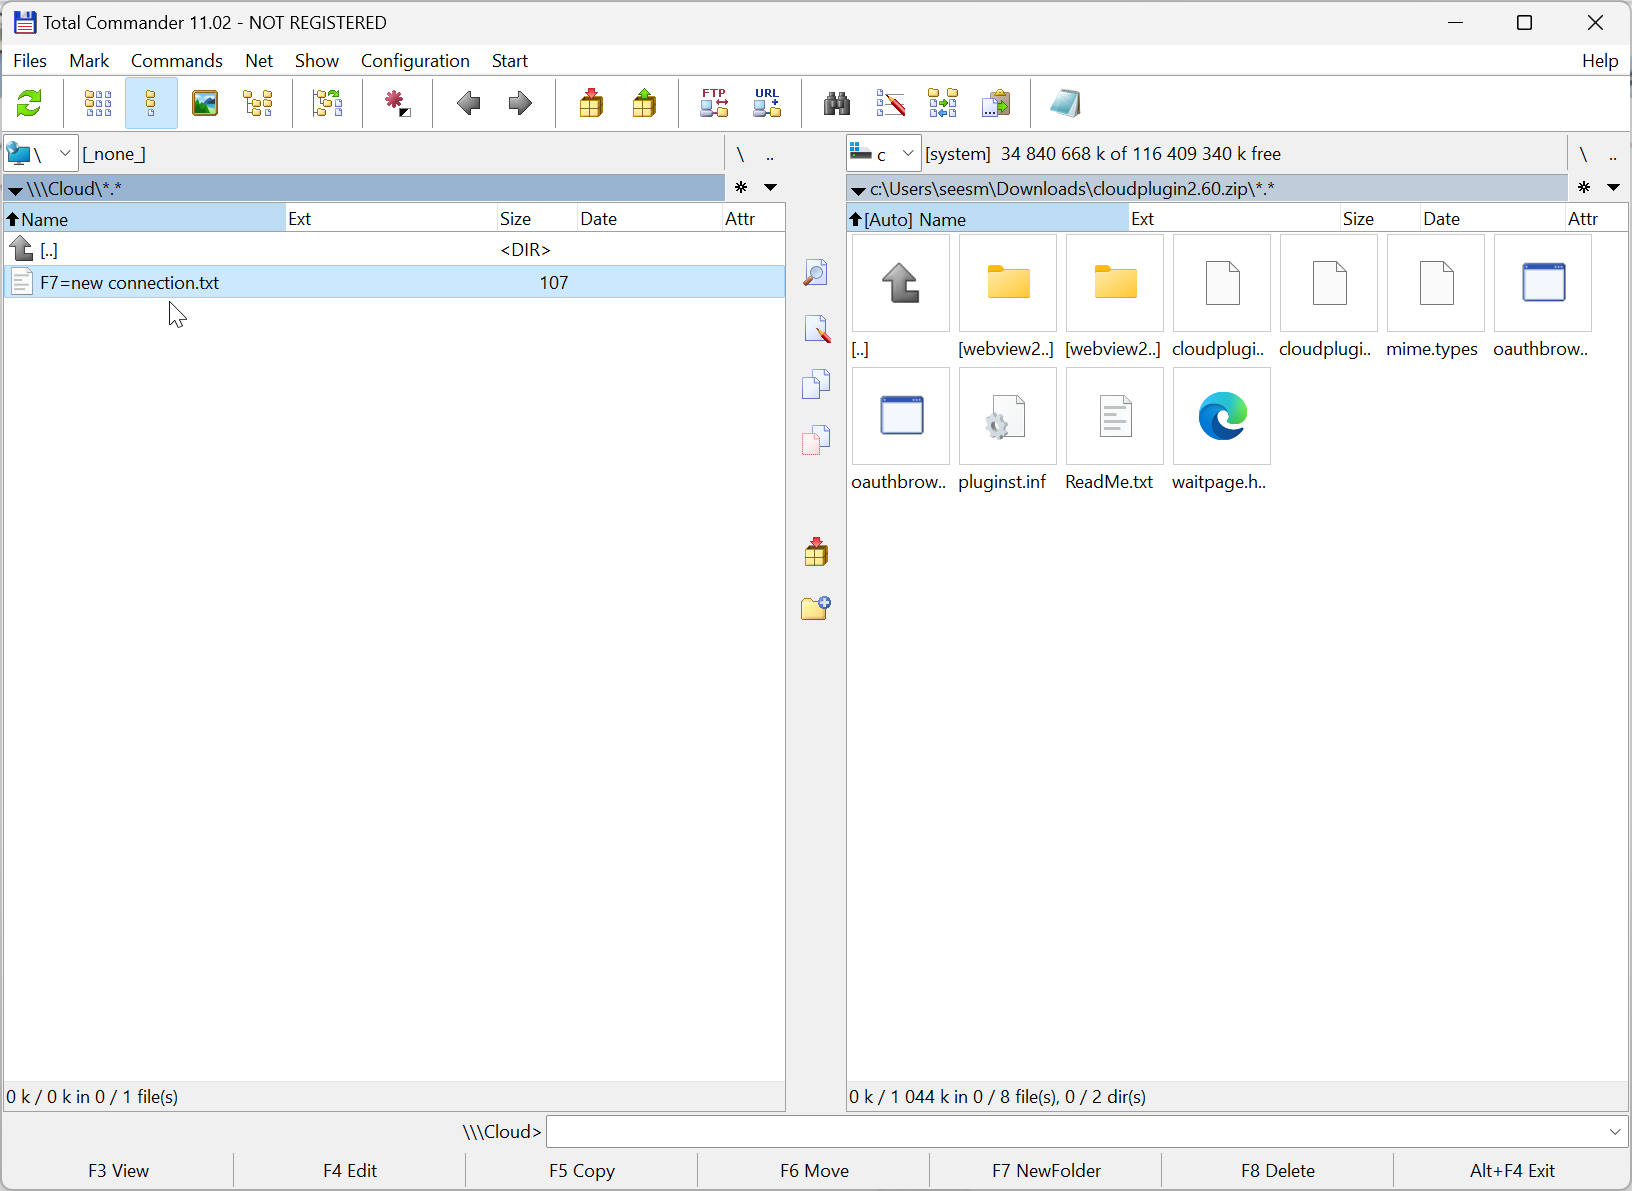 Total Commander 11.02 - NOT REGISTERED
Files Mark Commands Net Show Configuration Start Help
FTP URL
\ [_none_] \ ..
c [system] 34 840 668 k of 116 409 340 k free \ ..
\\\Cloud\*.* * 
c:\Users\seesm\Downloads\cloudplugin2.60.zip\*.* *
Name Ext Size Date Attr
[Auto] Name Ext Size Date Attr
[..] <DIR>
F7=new connection.txt 107
[..] [webview2..] [webview2..] cloudplugi.. cloudplugi.. mime.types oauthbrow..
oauthbrow.. pluginst.inf ReadMe.txt waitpage.h..
0 k / 0 k in 0 / 1 file(s)
0 k / 1 044 k in 0 / 8 file(s), 0 / 2 dir(s)
\\\Cloud>
F3 View F4 Edit F5 Copy F6 Move F7 NewFolder F8 Delete Alt+F4 Exit